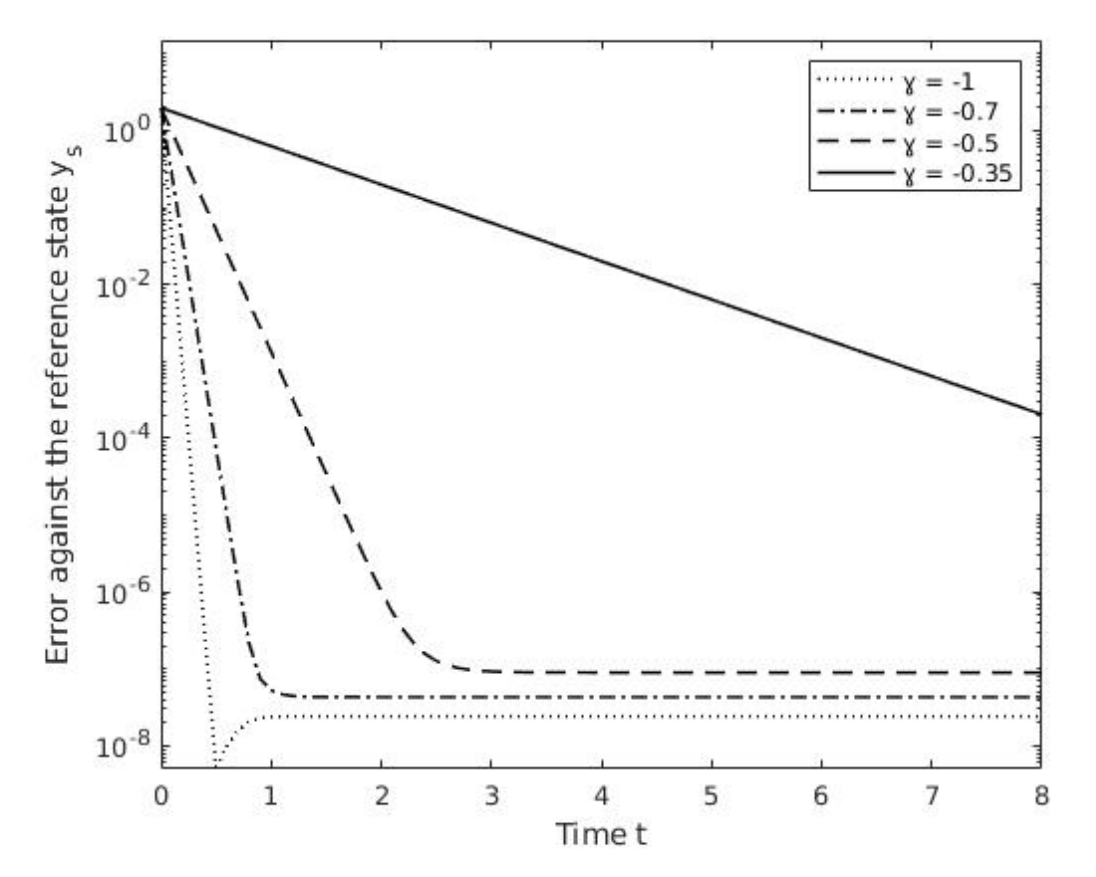 Error against the reference state y_s
10^0
10^-2
10^-4
10^-6
10^-8
ɣ = -1
ɣ = -0.7
ɣ = -0.5
ɣ = -0.35
0 1 2 3 4 5 6 7 8
Time t